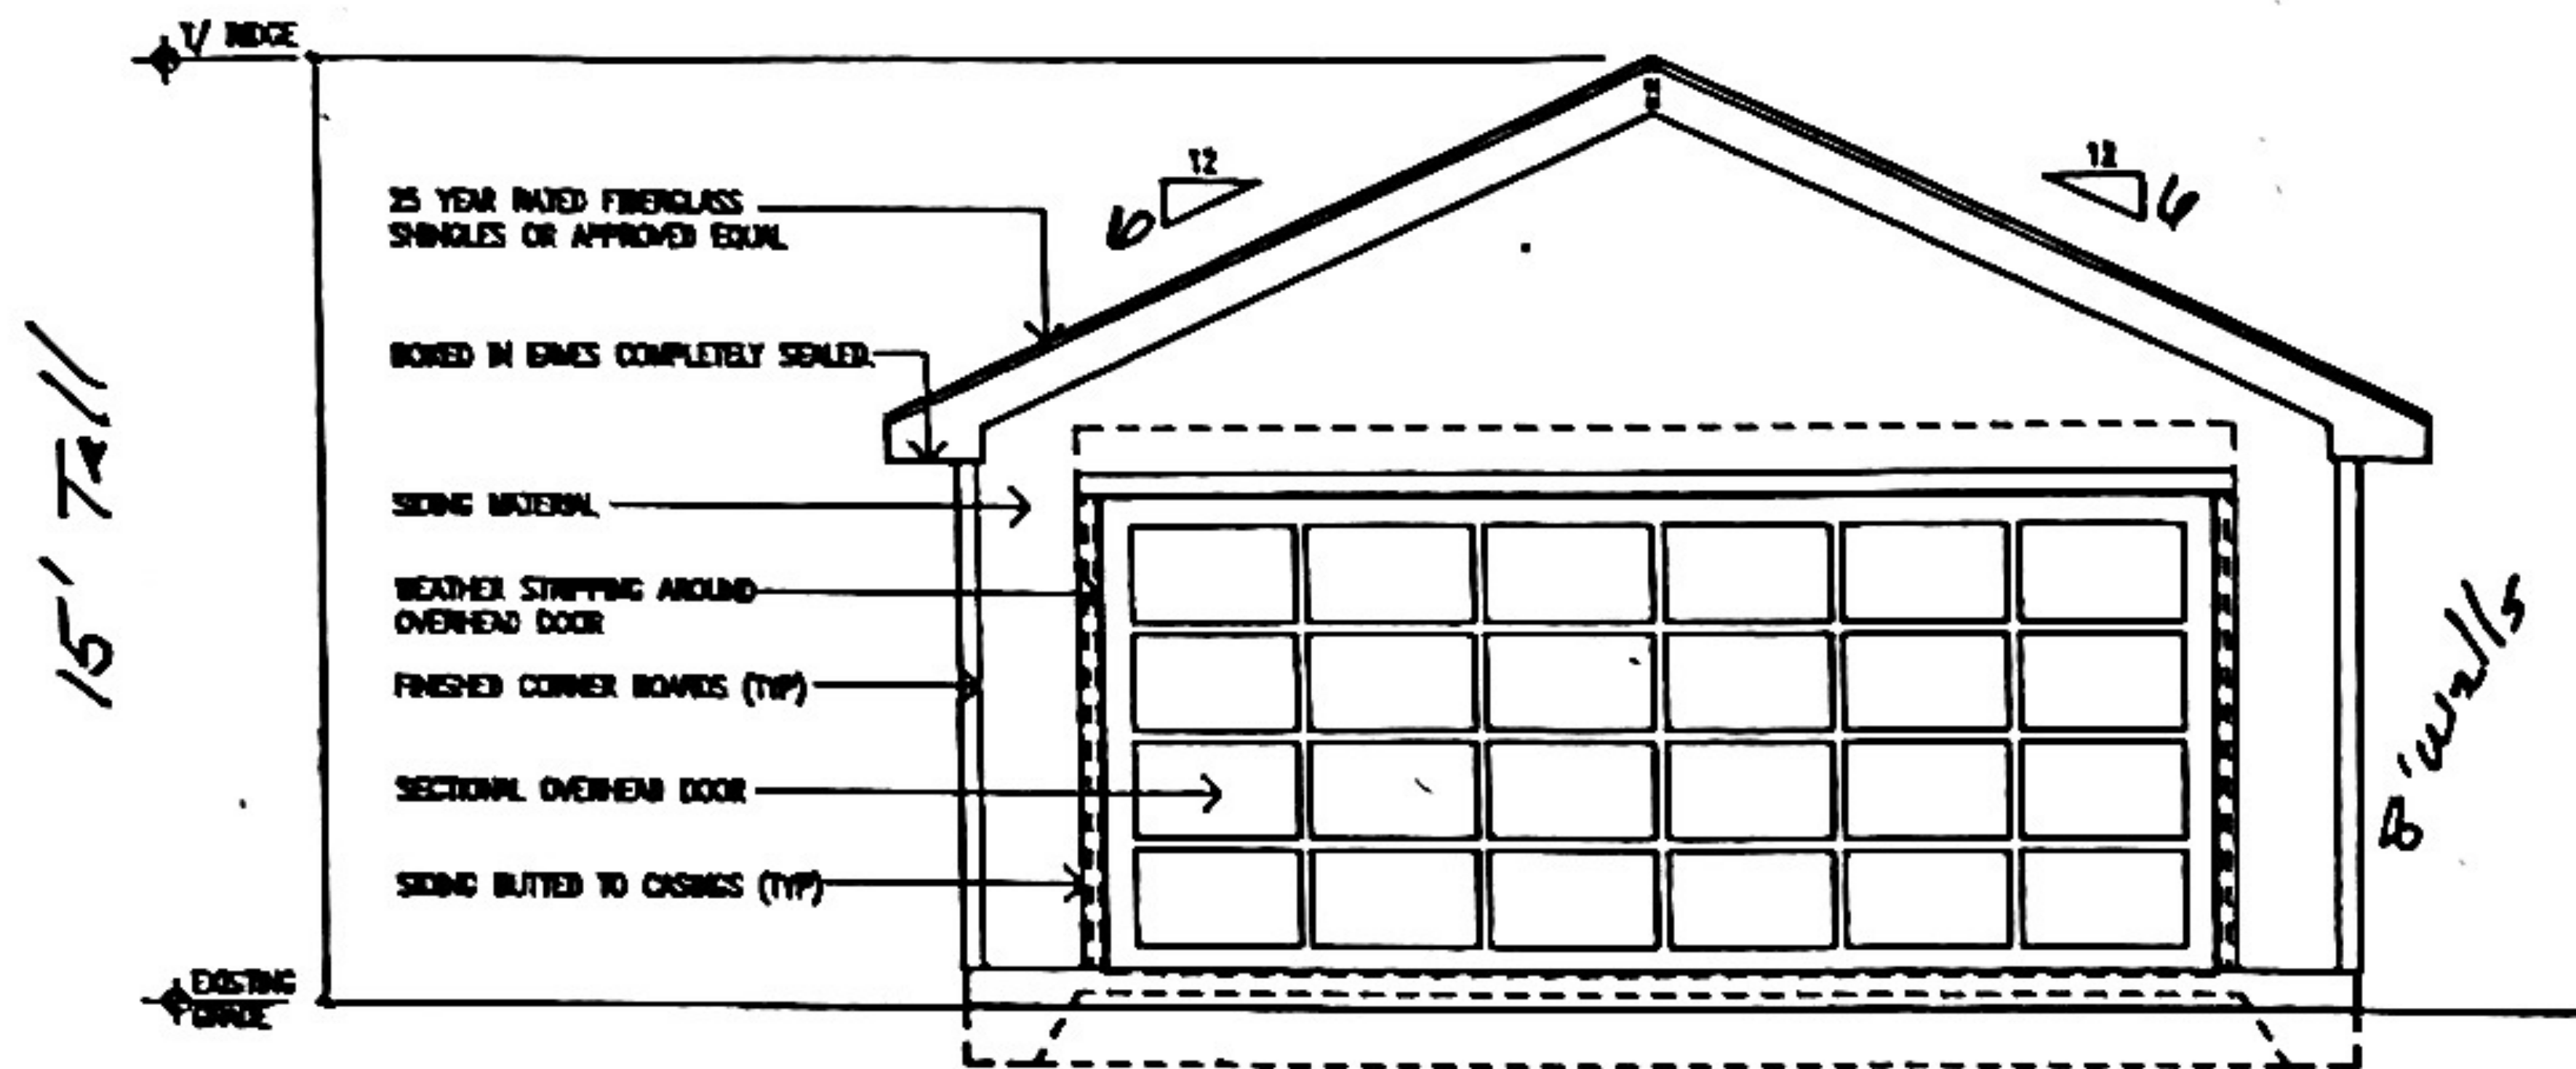 T/ RIDGE
12
6
12
6
25 YEAR RATED FIBERGLASS
SHINGLES OR APPROVED EQUAL
BOXED IN EAVES COMPLETELY SEALED
15' Tall
SIDING MATERIAL
WEATHER STRIPPING AROUND
OVERHEAD DOOR
FINISHED CORNER BOARDS (TYP)
8' walls
SECTIONAL OVERHEAD DOOR
SIDING BUTTED TO CASINGS (TYP)
EXISTING
GRADE